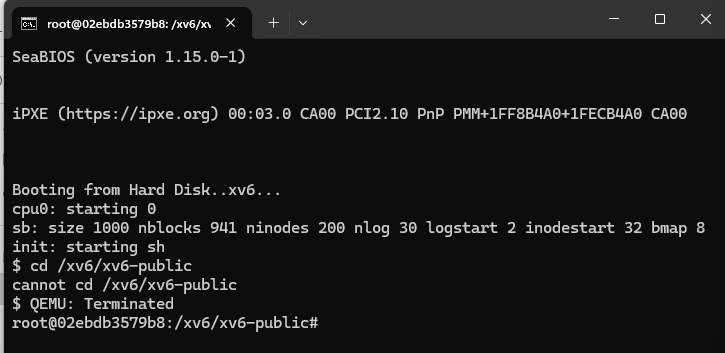 root@02ebdb3579b8: /xv6/xv
SeaBIOS (version 1.15.0-1)
iPXE (https://ipxe.org) 00:03.0 CA00 PCI2.10 PnP PMM+1FF8B4A0+1FECB4A0 CA00
Booting from Hard Disk..xv6...
cpu0: starting 0
sb: size 1000 nblocks 941 ninodes 200 nlog 30 logstart 2 inodestart 32 bmap 8
init: starting sh
$ cd /xv6/xv6-public
cannot cd /xv6/xv6-public
$ QEMU: Terminated
root@02ebdb3579b8:/xv6/xv6-public#